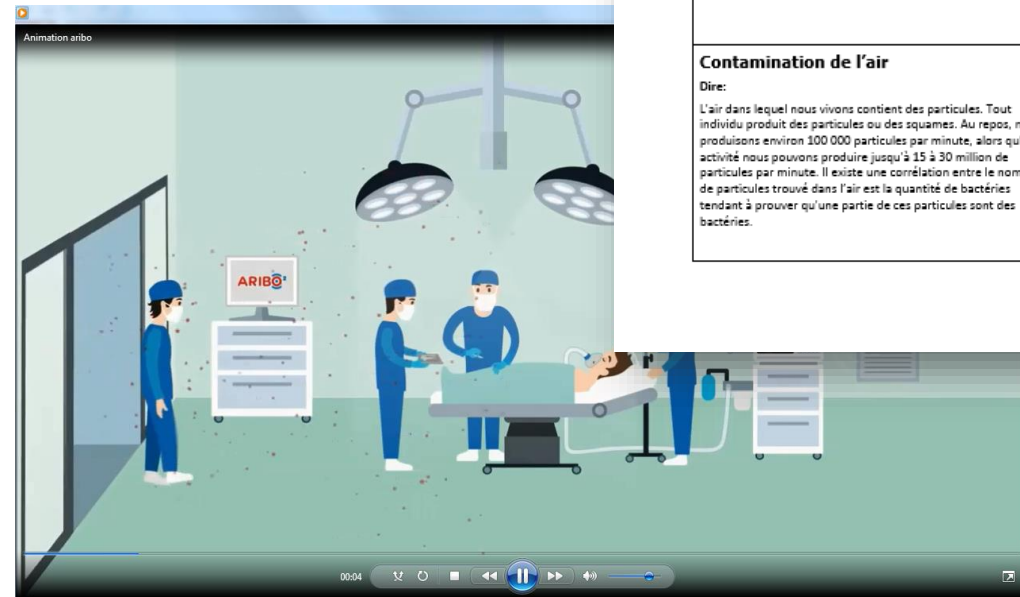 Animation aribo
ARIBO
00:04
Contamination de l'air
Dire:
L'air dans lequel nous vivons contient des particules. Tout
individu produit des particules ou des squames. Au repos,
produisons environ 100 000 particules par minute, alors
activité nous pouvons produire jusqu'à 15 à 30 million de
particules par minute. Il existe une corrélation entre le
de particules trouvé dans l'air est la quantité de bactéries
tendant à prouver qu'une partie de ces particules sont des
bactéries.